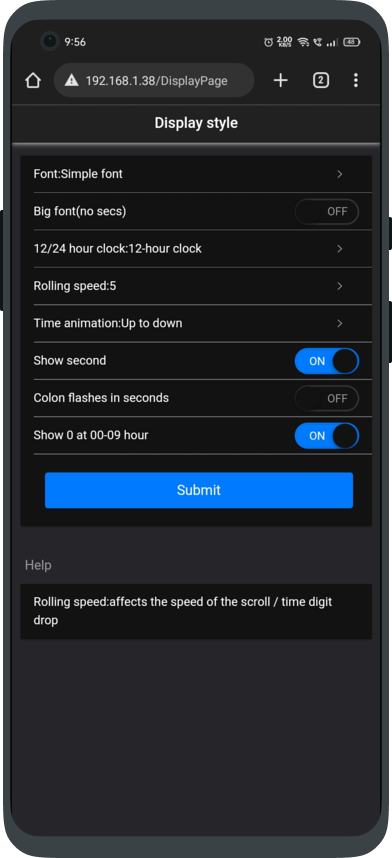 9:56
2.00 KB/S
48
192.168.1.38/DisplayPage
2
Display style
Font:Simple font
Big font(no secs)
OFF
12/24 hour clock:12-hour clock
Rolling speed:5
Time animation:Up to down
Show second
ON
Colon flashes in seconds
OFF
Show 0 at 00-09 hour
ON
Submit
Help
Rolling speed:affects the speed of the scroll / time digit
drop